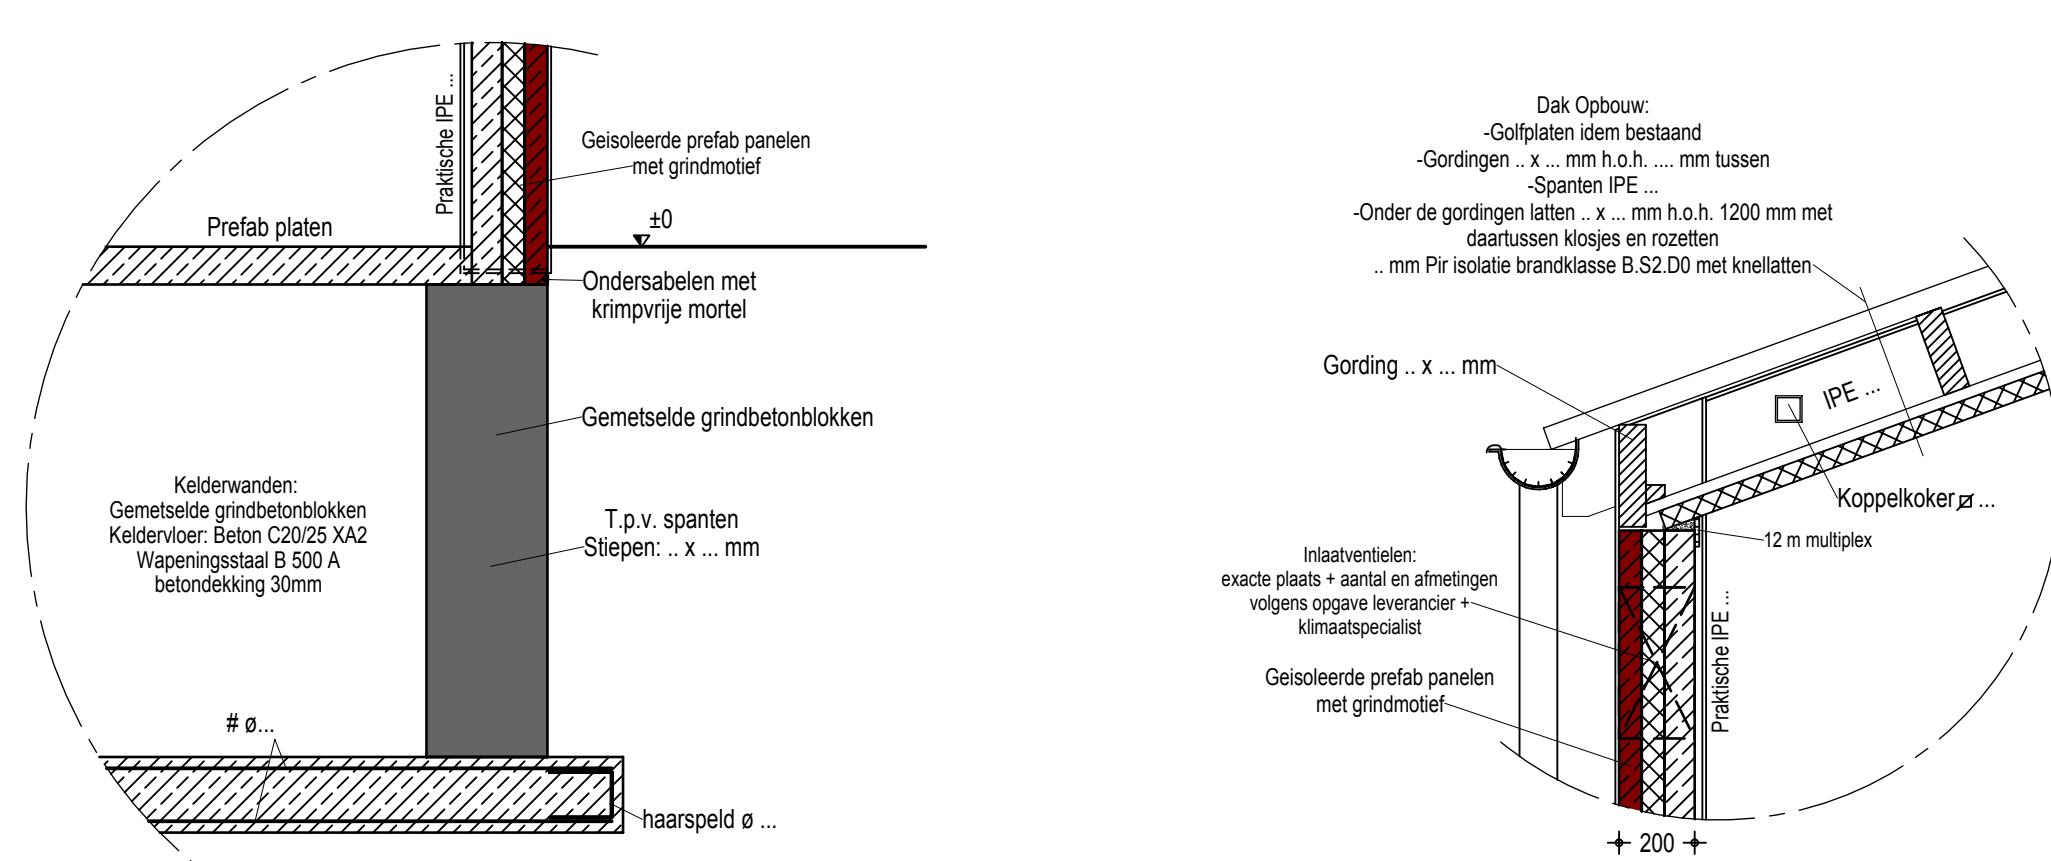 Praktische IPE ...
Geisoleerde prefab panelen
met grindmotief
Prefab platen
±0
Ondersabelen met
krimpvrije mortel
Gemetselde grindbetonblokken
Kelderwanden:
Gemetselde grindbetonblokken
Keldervloer: Beton C20/25 XA2
Wapeningsstaal B 500 A
betondekking 30mm
T.p.v. spanten
Stiepen: .. x ... mm
# ø...
haarspeld ø ...
Dak Opbouw:
-Golfplaten idem bestaand
-Gordingen .. x ... mm h.o.h. .... mm tussen
-Spanten IPE ...
-Onder de gordingen latten .. x ... mm h.o.h. 1200 mm met
daartussen klosjes en rozetten
.. mm Pir isolatie brandklasse B.S2.D0 met knellatten
Gording .. x ... mm
IPE ...
Koppelkoker ⌑ ...
12 m multiplex
Inlaatventielen:
exacte plaats + aantal en afmetingen
volgens opgave leverancier +
klimaatspecialist
Geisoleerde prefab panelen
met grindmotief
Praktische IPE ...
200